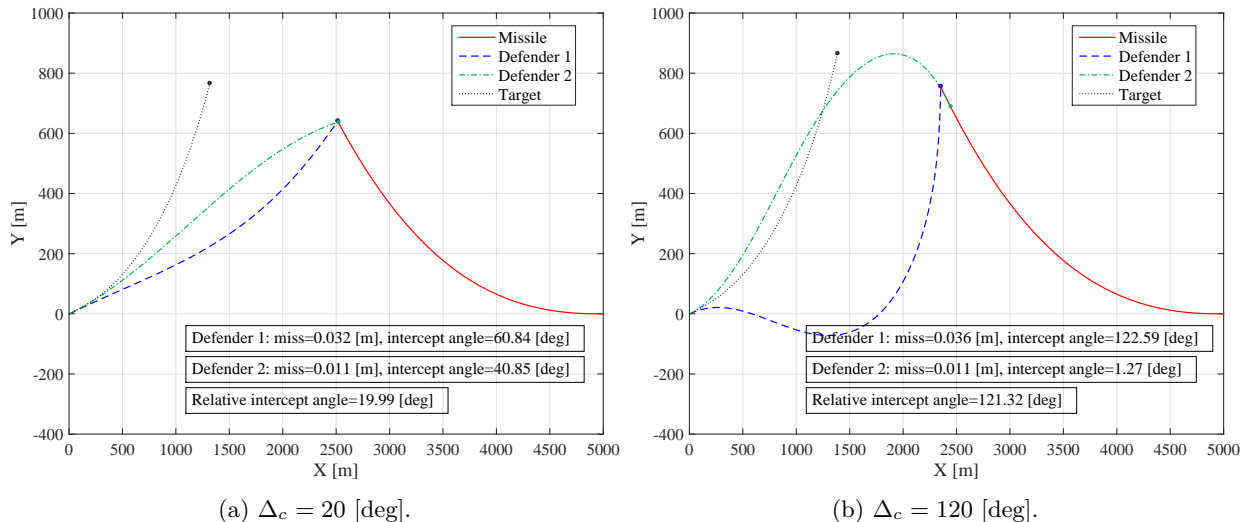 1000
800
600
400
200
0
-200
-400
Y [m]
0 500 1000 1500 2000 2500 3000 3500 4000 4500 5000
X [m]
Missile
Defender 1
Defender 2
Target
Defender 1: miss=0.032 [m], intercept angle=60.84 [deg]
Defender 2: miss=0.011 [m], intercept angle=40.85 [deg]
Relative intercept angle=19.99 [deg]
(a) Δc = 20 [deg].
1000
800
600
400
200
0
-200
-400
Y [m]
0 500 1000 1500 2000 2500 3000 3500 4000 4500 5000
X [m]
Missile
Defender 1
Defender 2
Target
Defender 1: miss=0.036 [m], intercept angle=122.59 [deg]
Defender 2: miss=0.011 [m], intercept angle=1.27 [deg]
Relative intercept angle=121.32 [deg]
(b) Δc = 120 [deg].